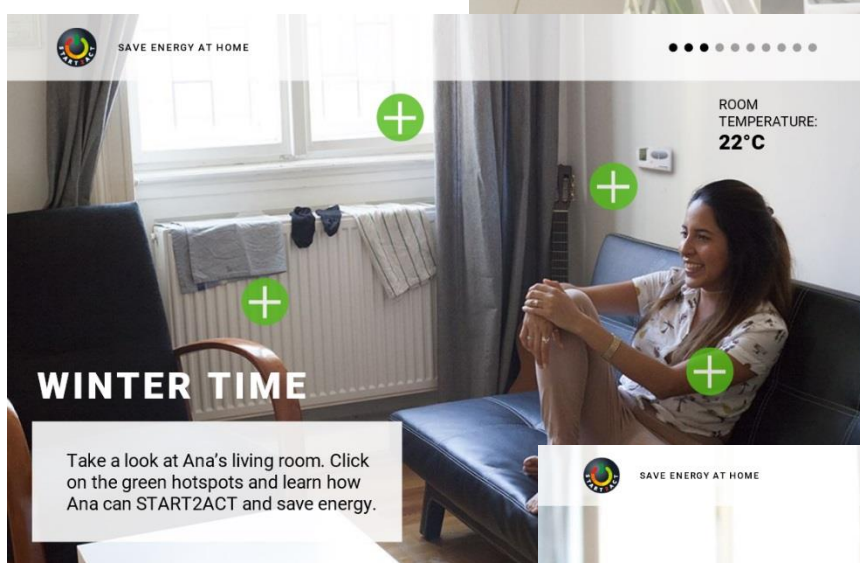 START2ACT
SAVE ENERGY AT HOME
ROOM
TEMPERATURE:
22°C
WINTER TIME
Take a look at Ana's living room. Click
on the green hotspots and learn how
Ana can START2ACT and save energy.
START2ACT
SAVE ENERGY AT HOME